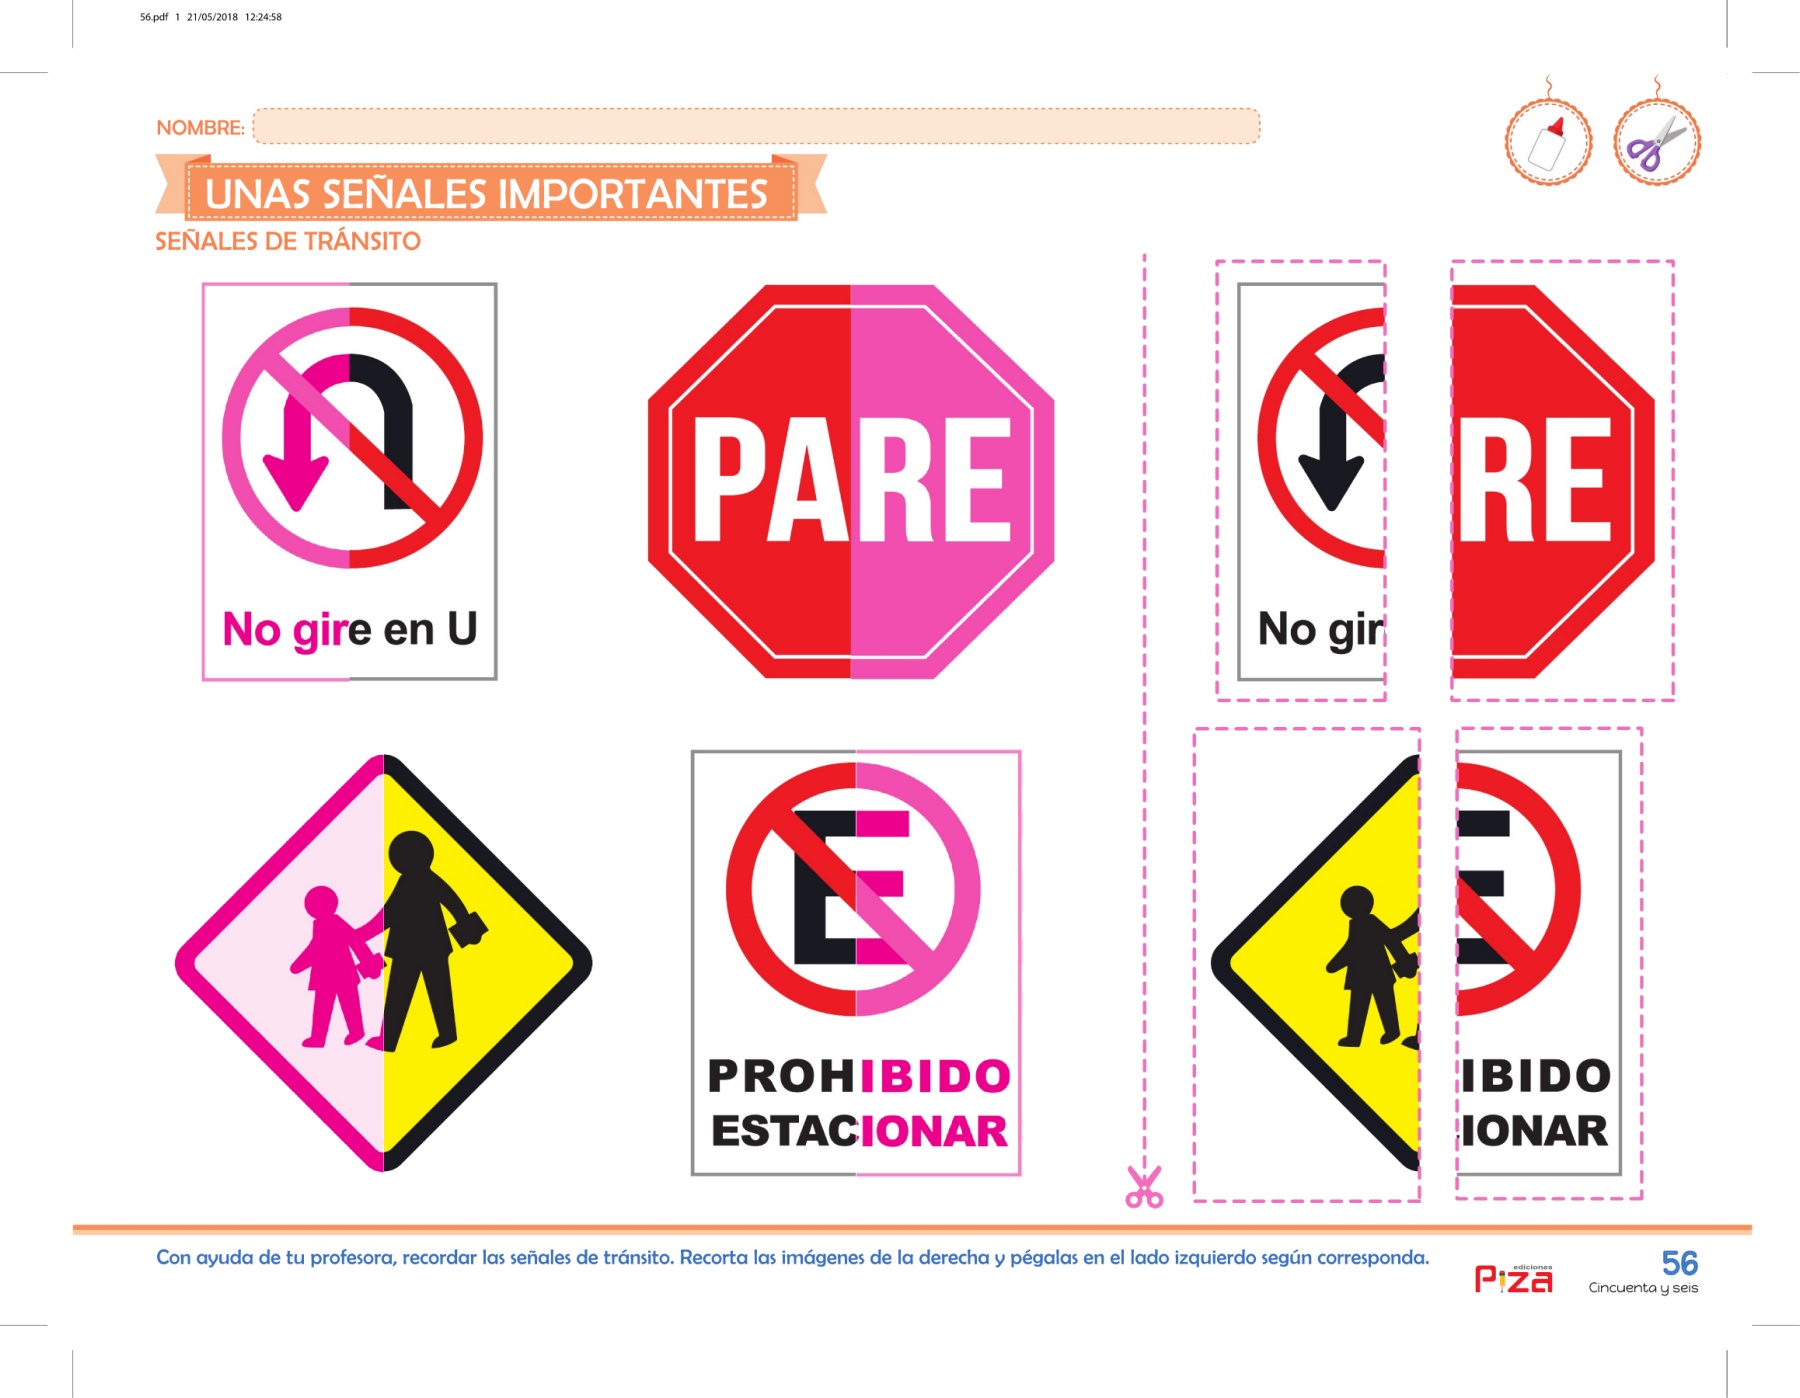 56.pdf 1 21/05/2018 12:24:58
NOMBRE:
UNAS SEÑALES IMPORTANTES
SEÑALES DE TRÁNSITO
No gire en U
PARE
No gir
RE
E
PROHIBIDO
ESTACIONAR
E
IBIDO
IONAR
Con ayuda de tu profesora, recordar las señales de tránsito. Recorta las imágenes de la derecha y pégalas en el lado izquierdo según corresponda.
ediciones
Piza
56
Cincuenta y seis